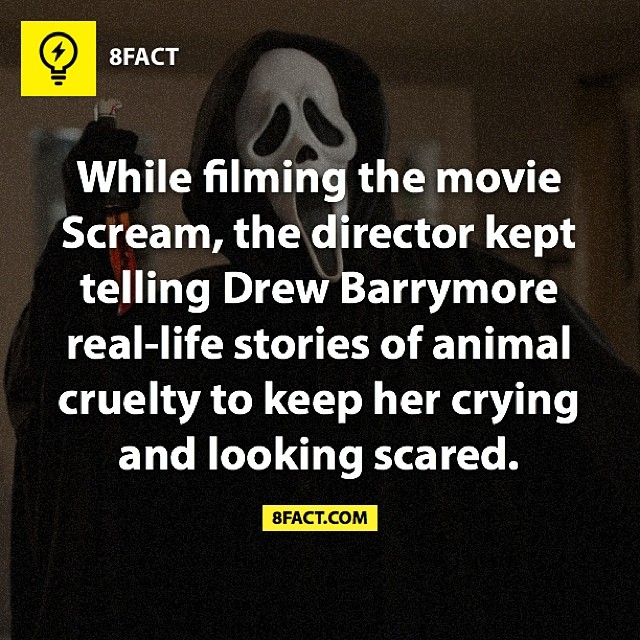 8FACT
While filming the movie
Scream, the director kept
telling Drew Barrymore
real-life stories of animal
cruelty to keep her crying
and looking scared.
8FACT.COM